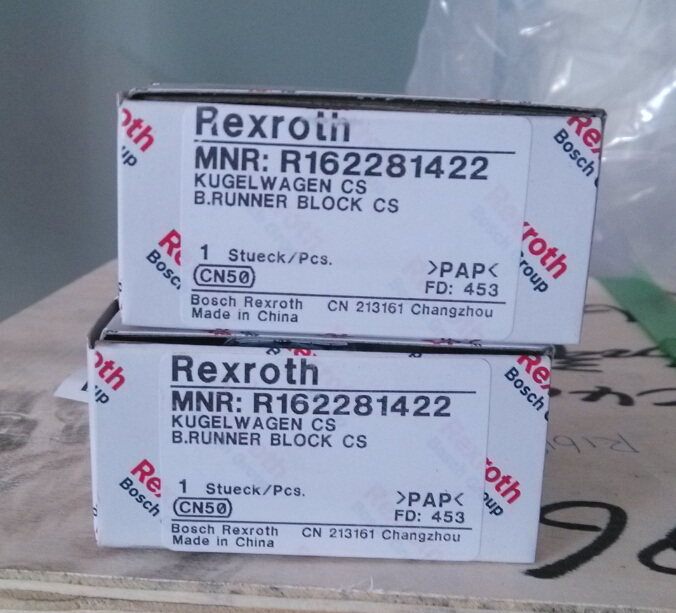 Rexroth
MNR: R162281422
KUGELWAGEN CS
B.RUNNER BLOCK CS
1 Stueck/Pcs.
>PAP<
CN50
FD: 453
Bosch Rexroth CN 213161 Changzhou
Made in China
Rexroth
MNR: R162281422
KUGELWAGEN CS
B.RUNNER BLOCK CS
1 Stueck/Pcs.
>PAP<
CN50
FD: 453
Bosch Rexroth CN 213161 Changzhou
Made in China